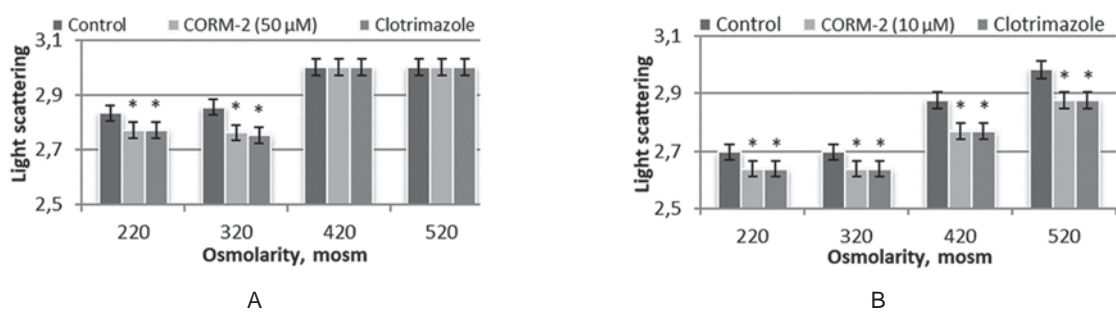 Control CORM-2 (50 µM) Clotrimazole
3,1
2,9
2,7
2,5
Light scattering
* * * *
220 320 420 520
Osmolarity, mosm
A
Control CORM-2 (10 µM) Clotrimazole
3,1
2,9
2,7
2,5
Light scattering
* * * * * * * *
220 320 420 520
Osmolarity, mosm
B